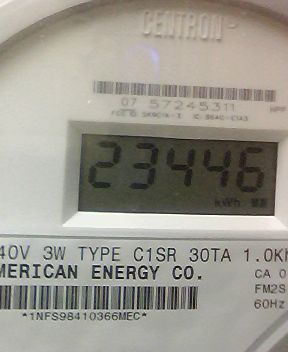 CENTRON
07 57245311
23446
kWh
40V 3W TYPE C1SR 30TA 1.0K
MERICAN ENERGY CO.
CA 0
FM2S
60Hz
*1NFS98410366MEC*